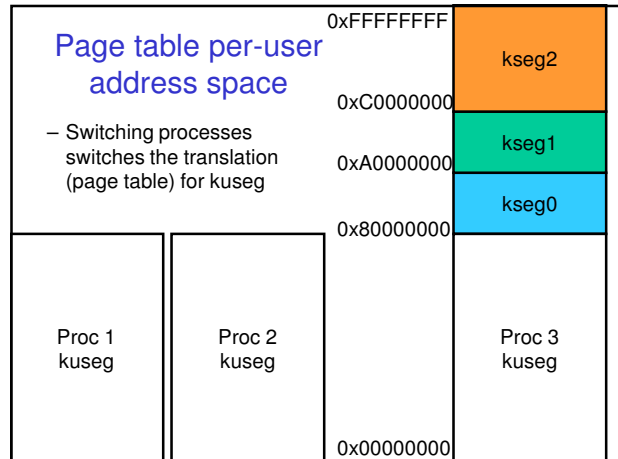 Page table per-user
address space
– Switching processes
switches the translation
(page table) for kuseg
0xFFFFFFFF
kseg2
0xC0000000
kseg1
0xA0000000
kseg0
0x80000000
Proc 1
kuseg
Proc 2
kuseg
Proc 3
kuseg
0x00000000